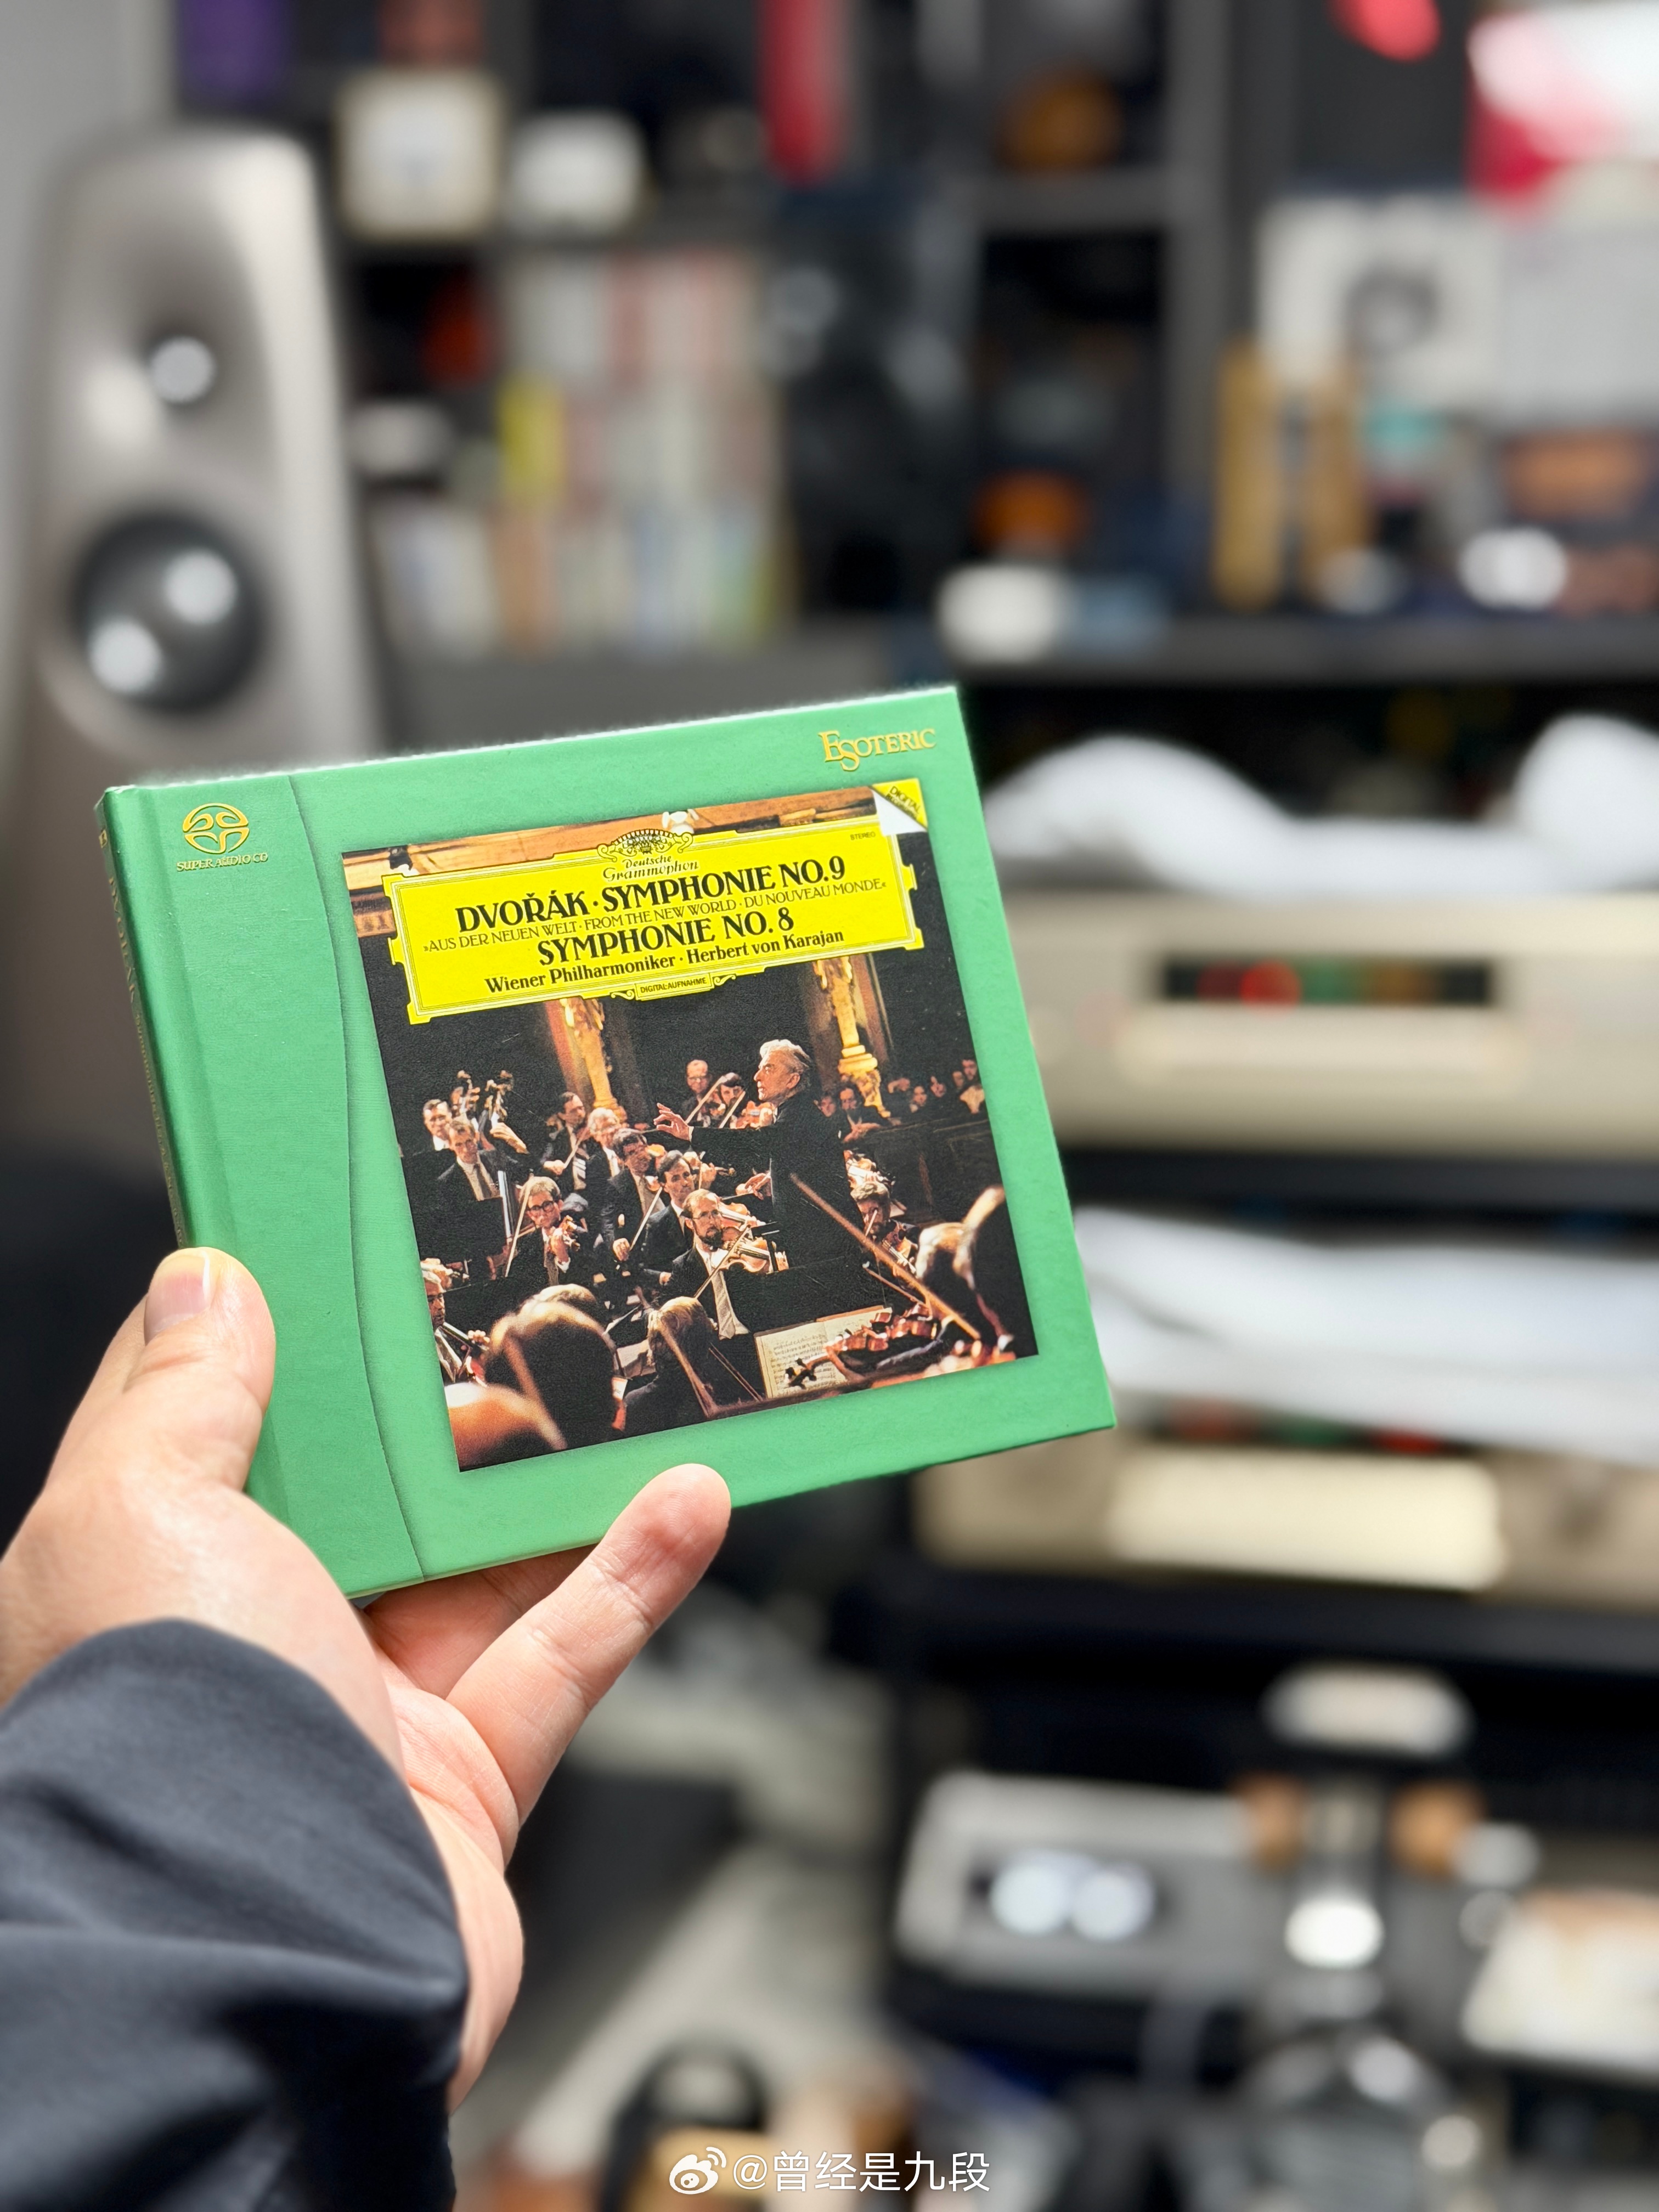 ESOTERIC
SUPER AUDIO CD
DIGITAL
STEREO
Deutsche
Grammophon
DVOŘÁK · SYMPHONIE NO. 9
»AUS DER NEUEN WELT · FROM THE NEW WORLD · DU NOUVEAU MONDE«
SYMPHONIE NO. 8
Wiener Philharmoniker · Herbert von Karajan
DIGITAL-AUFNAHME
@曾经是九段